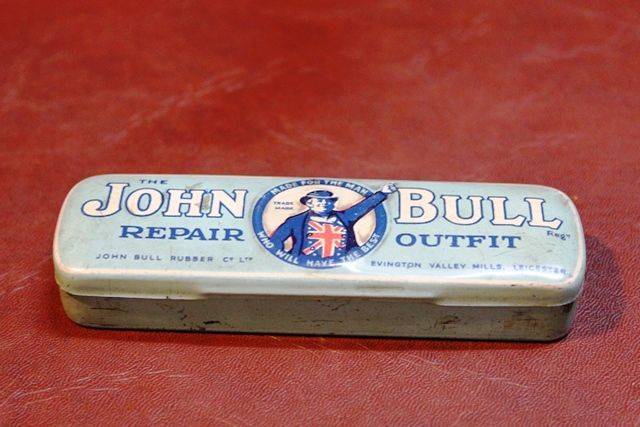 THE
JOHN BULL
Regd
REPAIR OUTFIT
MADE FOR THE MAN
WHO WILL HAVE THE BEST
TRADE
MARK
JOHN BULL RUBBER Co LTD EVINGTON VALLEY MILLS, LEICESTER